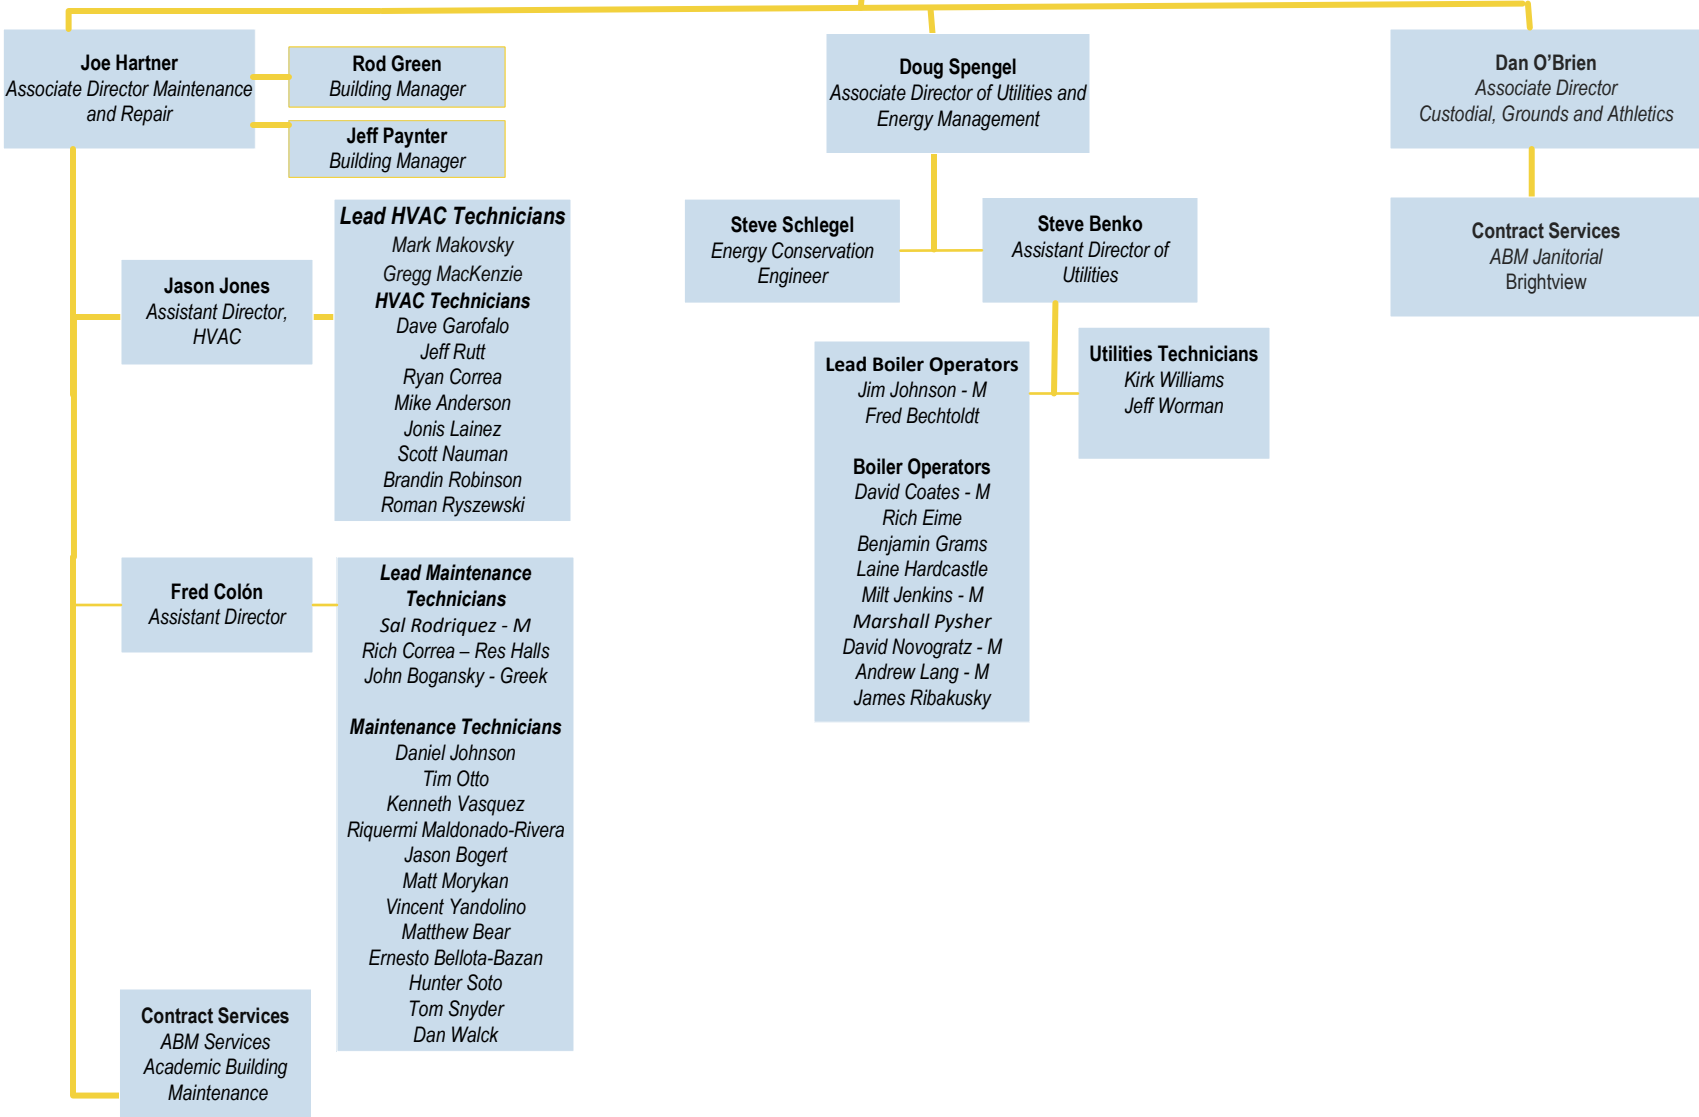 Joe Hartner
Associate Director Maintenance
and Repair
Rod Green
Building Manager
Jeff Paynter
Building Manager
Jason Jones
Assistant Director,
HVAC
Lead HVAC Technicians
Mark Makovsky
Gregg MacKenzie
HVAC Technicians
Dave Garofalo
Jeff Rutt
Ryan Correa
Mike Anderson
Jonis Lainez
Scott Nauman
Brandin Robinson
Roman Ryszewski
Fred Colón
Assistant Director
Lead Maintenance
Technicians
Sal Rodriquez - M
Rich Correa – Res Halls
John Bogansky - Greek
Maintenance Technicians
Daniel Johnson
Tim Otto
Kenneth Vasquez
Riquermi Maldonado-Rivera
Jason Bogert
Matt Morykan
Vincent Yandolino
Matthew Bear
Ernesto Bellota-Bazan
Hunter Soto
Tom Snyder
Dan Walck
Contract Services
ABM Services
Academic Building
Maintenance
Doug Spengel
Associate Director of Utilities and
Energy Management
Steve Schlegel
Energy Conservation
Engineer
Steve Benko
Assistant Director of
Utilities
Lead Boiler Operators
Jim Johnson - M
Fred Bechtoldt
Boiler Operators
David Coates - M
Rich Eime
Benjamin Grams
Laine Hardcastle
Milt Jenkins - M
Marshall Pysher
David Novogratz - M
Andrew Lang - M
James Ribakusky
Utilities Technicians
Kirk Williams
Jeff Worman
Dan O'Brien
Associate Director
Custodial, Grounds and Athletics
Contract Services
ABM Janitorial
Brightview